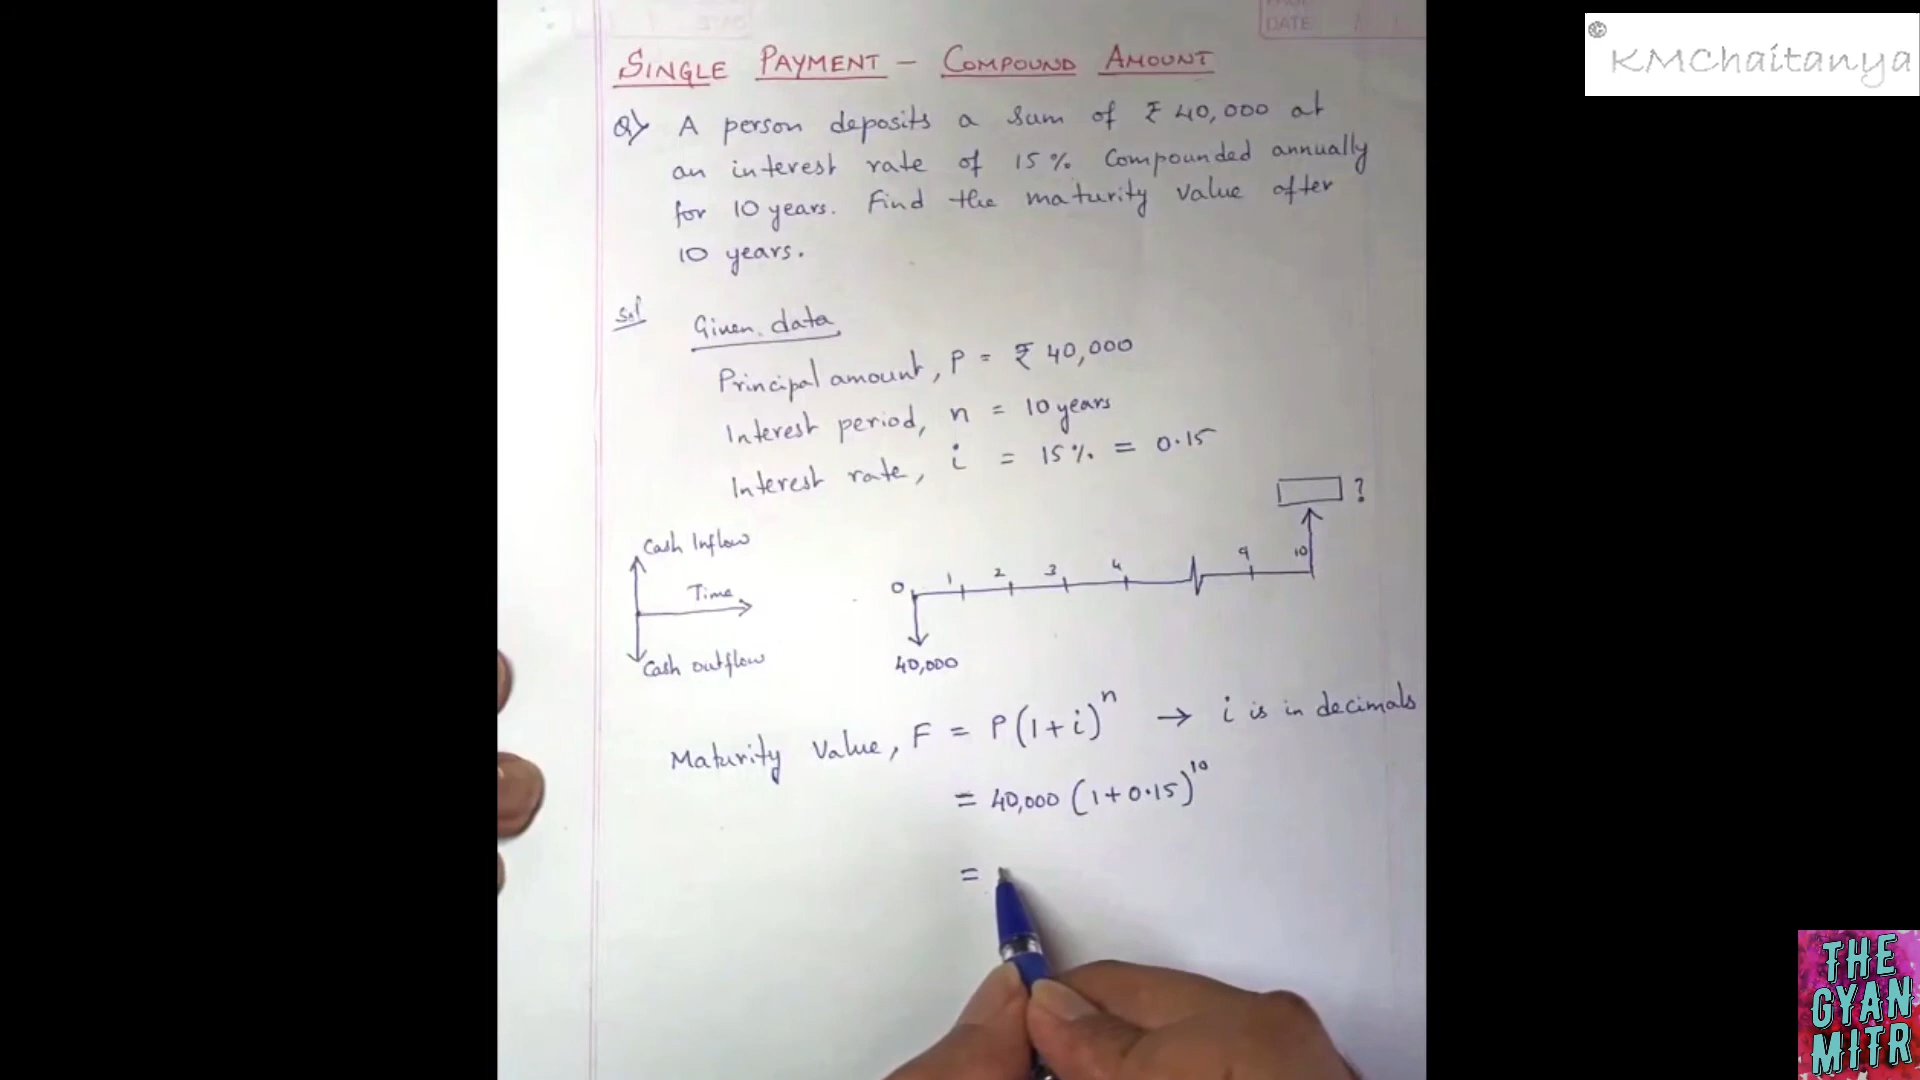 DATE
SINGLE PAYMENT – COMPOUND AMOUNT
Q) A person deposits a sum of ₹ 40,000 at
an interest rate of 15% Compounded annually
for 10 years. Find the maturity value after
10 years.
Sol
Given data
Principal amount, P = ₹ 40,000
Interest period, n = 10 years
Interest rate, i = 15% = 0.15
?
Cash Inflow
Time
Cash outflow
0 1 2 3 4 9 10
40,000
Maturity Value, F = P(1+i)^n → i is in decimals
= 40,000 (1+0.15)^10
=
© KMChaitanya
THE
GYAN
MITR